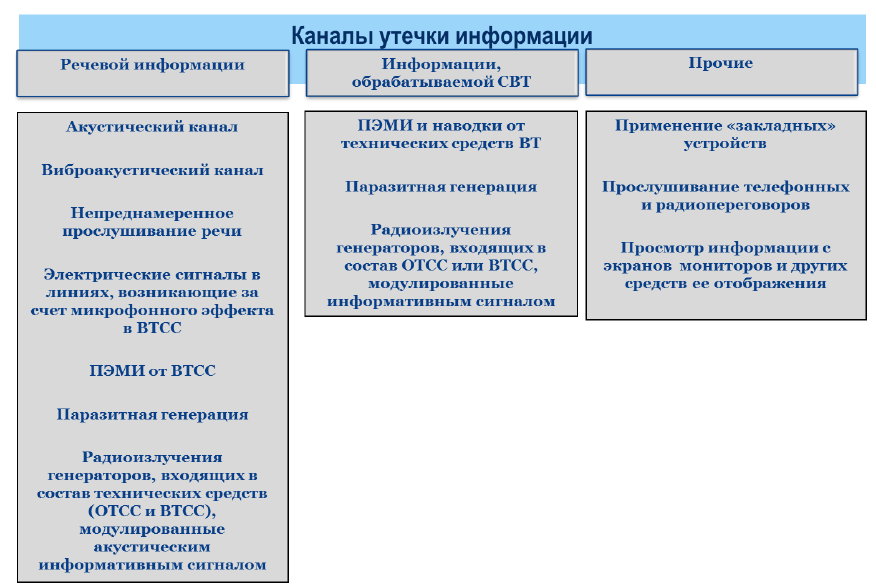 Каналы утечки информации
Речевой информации
Информации,
обрабатываемой СВТ
Прочие
Акустический канал
Виброакустический канал
Непреднамеренное
прослушивание речи
Электрические сигналы в
линиях, возникающие за
счет микрофонного эффекта
в ВТСС
ПЭМИ от ВТСС
Паразитная генерация
Радиоизлучения
генераторов, входящих в
состав технических средств
(ОТСС и ВТСС),
модулированные
акустическим
информативным сигналом
ПЭМИ и наводки от
технических средств ВТ
Паразитная генерация
Радиоизлучения
генераторов, входящих в
состав ОТСС или ВТСС,
модулированные
информативным сигналом
Применение «закладных»
устройств
Прослушивание телефонных
и радиопереговоров
Просмотр информации с
экранов мониторов и других
средств ее отображения